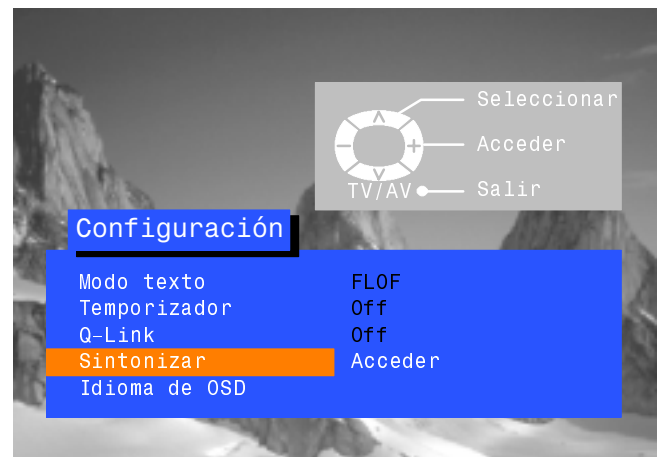 Seleccionar
Acceder
TV/AV Salir
Configuración
Modo texto FLOF
Temporizador Off
Q-Link Off
Sintonizar Acceder
Idioma de OSD